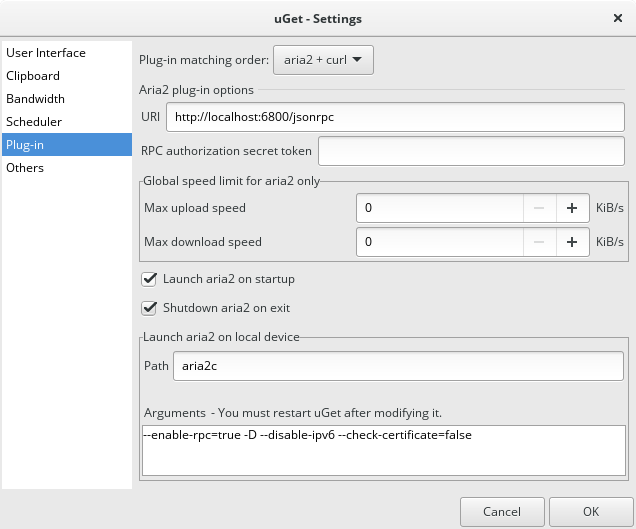 uGet - Settings
User Interface
Clipboard
Bandwidth
Scheduler
Plug-in
Others
Plug-in matching order: aria2 + curl
Aria2 plug-in options
URI http://localhost:6800/jsonrpc
RPC authorization secret token
Global speed limit for aria2 only
Max upload speed 0 KiB/s
Max download speed 0 KiB/s
Launch aria2 on startup
Shutdown aria2 on exit
Launch aria2 on local device
Path aria2c
Arguments - You must restart uGet after modifying it.
--enable-rpc=true -D --disable-ipv6 --check-certificate=false
Cancel OK